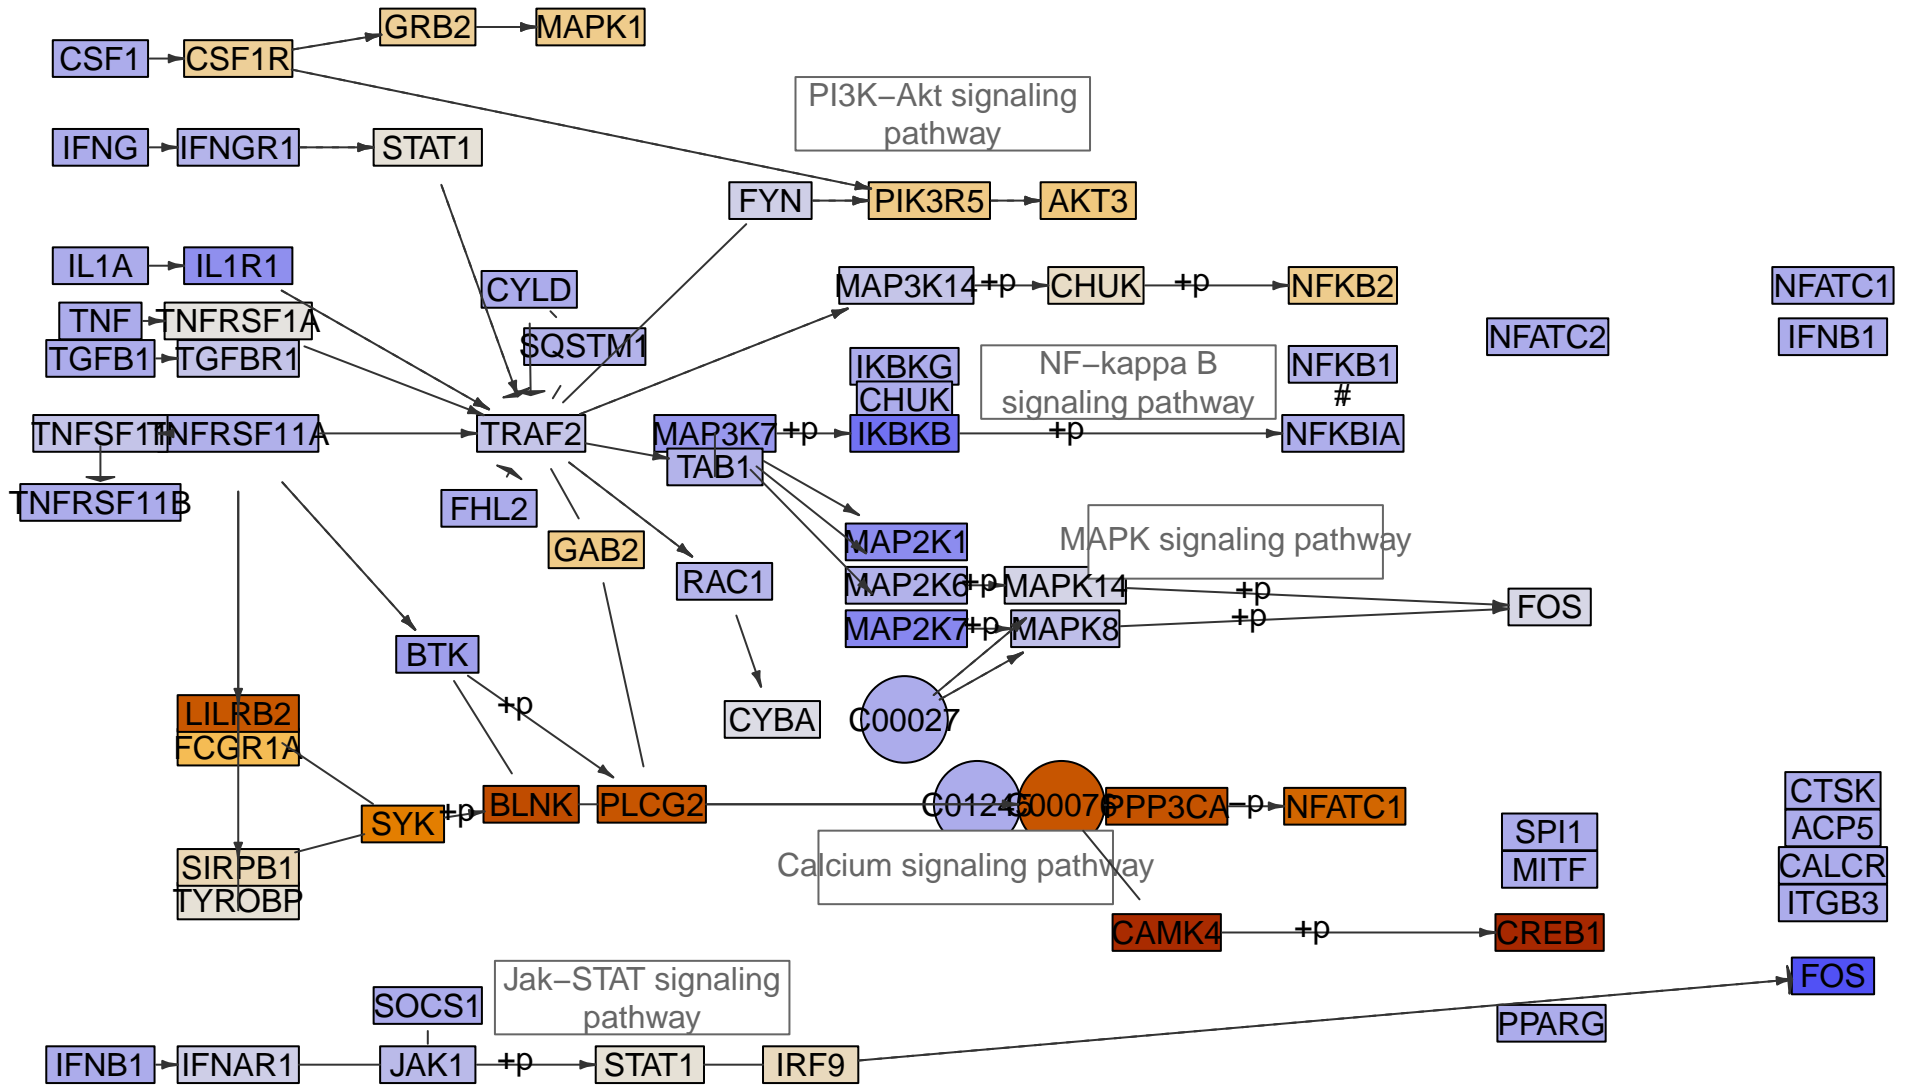 GRB2
MAPK1
CSF1
CSF1R
PI3K−Akt signaling
pathway
IFNG
IFNGR1
STAT1
FYN
PIK3R5
AKT3
IL1A
IL1R1
CYLD
MAP3K14
+p
CHUK
+p
NFKB2
NFATC1
TNF
TNFRSF1A
SQSTM1
NFATC2
IFNB1
TGFB1
TGFBR1
IKBKG
NF−kappa B
signaling pathway
NFKB1
CHUK
#
TNFRSF11A
TRAF2
MAP3K7
+p
IKBKB
+p
NFKBIA
TAB1
TNFRSF11B
FHL2
GAB2
MAP2K1
MAPK signaling pathway
RAC1
MAP2K6
+p
MAPK14
+p
FOS
MAP2K7
+p
MAPK8
+p
BTK
+p
LILRB2
CYBA
C00027
FCGR1A
SYK
+p
BLNK
PLCG2
C00076
PPP3CA
−p
NFATC1
CTSK
SPI1
ACP5
SIRPB1
Calcium signaling pathway
MITF
CALCR
TYROBP
ITGB3
CAMK4
+p
CREB1
Jak−STAT signaling
pathway
FOS
SOCS1
PPARG
IFNB1
IFNAR1
JAK1
+p
STAT1
IRF9